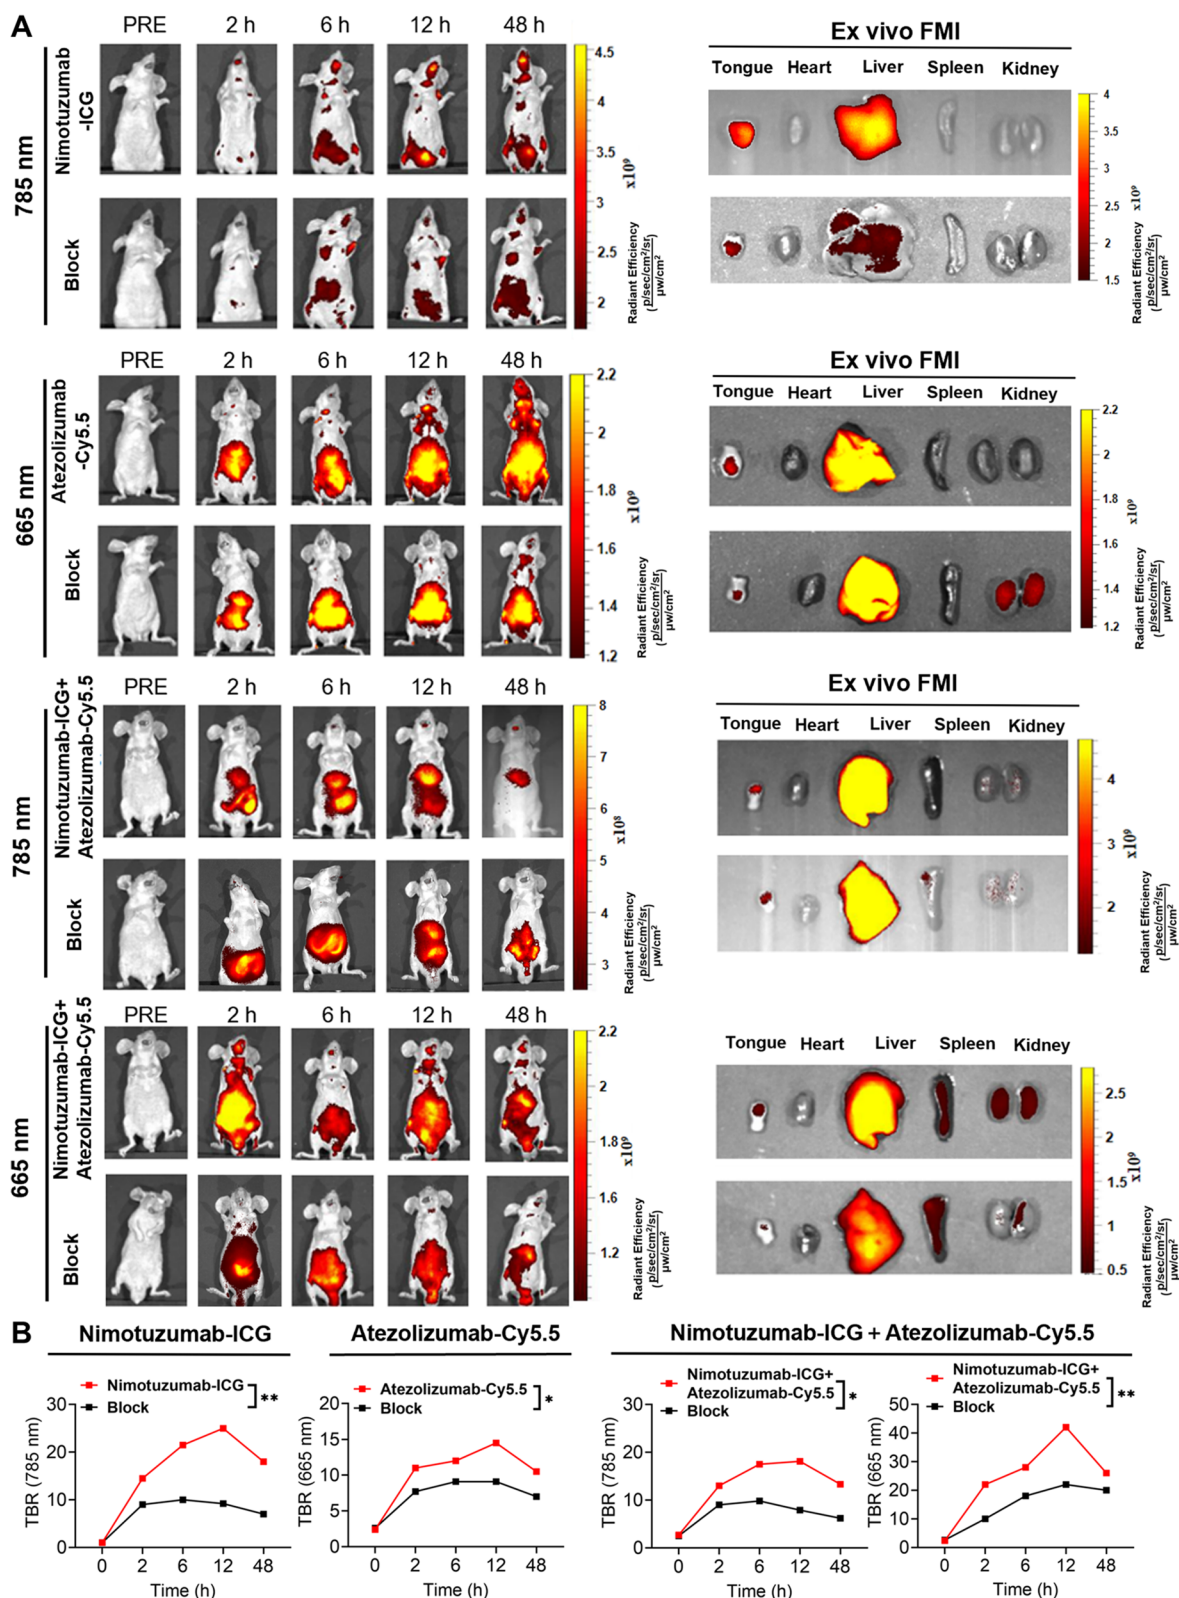 A
PRE 2 h 6 h 12 h 48 h
785 nm
Nimotuzumab
-ICG
Block
4.5
4
3.5
3
2.5
2
x10⁹
Radiant Efficiency
(p/sec/cm²/sr / µw/cm²)
Ex vivo FMI
Tongue Heart Liver Spleen Kidney
4
3.5
3
2.5
2
1.5
x10⁹
Radiant Efficiency
(p/sec/cm²/sr / µw/cm²)
PRE 2 h 6 h 12 h 48 h
665 nm
Atezolizumab
-Cy5.5
Block
2.2
2
1.8
1.6
1.4
1.2
x10⁹
Radiant Efficiency
(p/sec/cm²/sr / µw/cm²)
Ex vivo FMI
Tongue Heart Liver Spleen Kidney
2.2
2
1.8
1.6
1.4
1.2
x10⁹
Radiant Efficiency
(p/sec/cm²/sr / µw/cm²)
PRE 2 h 6 h 12 h 48 h
785 nm
Nimotuzumab-ICG+
Atezolizumab-Cy5.5
Block
8
7
6
5
4
3
x10⁸
Radiant Efficiency
(p/sec/cm²/sr / µw/cm²)
Ex vivo FMI
Tongue Heart Liver Spleen Kidney
4
3
2
x10⁹
Radiant Efficiency
(p/sec/cm²/sr / µw/cm²)
PRE 2 h 6 h 12 h 48 h
665 nm
Nimotuzumab-ICG+
Atezolizumab-Cy5.5
Block
2.2
2
1.8
1.6
1.2
x10⁹
Radiant Efficiency
(p/sec/cm²/sr / µw/cm²)
Tongue Heart Liver Spleen Kidney
2.5
2
1.5
1
0.5
x10⁹
Radiant Efficiency
(p/sec/cm²/sr / µw/cm²)
B
Nimotuzumab-ICG
Nimotuzumab-ICG
Block
**
TBR (785 nm)
30
20
10
0
0 2 6 12 48
Time (h)
Atezolizumab-Cy5.5
Atezolizumab-Cy5.5
Block
*
TBR (665 nm)
20
15
10
5
0
0 2 6 12 48
Time (h)
Nimotuzumab-ICG + Atezolizumab-Cy5.5
Nimotuzumab-ICG+
Atezolizumab-Cy5.5
Block
*
TBR (785 nm)
30
20
10
0
0 2 6 12 48
Time (h)
Nimotuzumab-ICG+
Atezolizumab-Cy5.5
Block
**
TBR (665 nm)
50
40
30
20
10
0
0 2 6 12 48
Time (h)